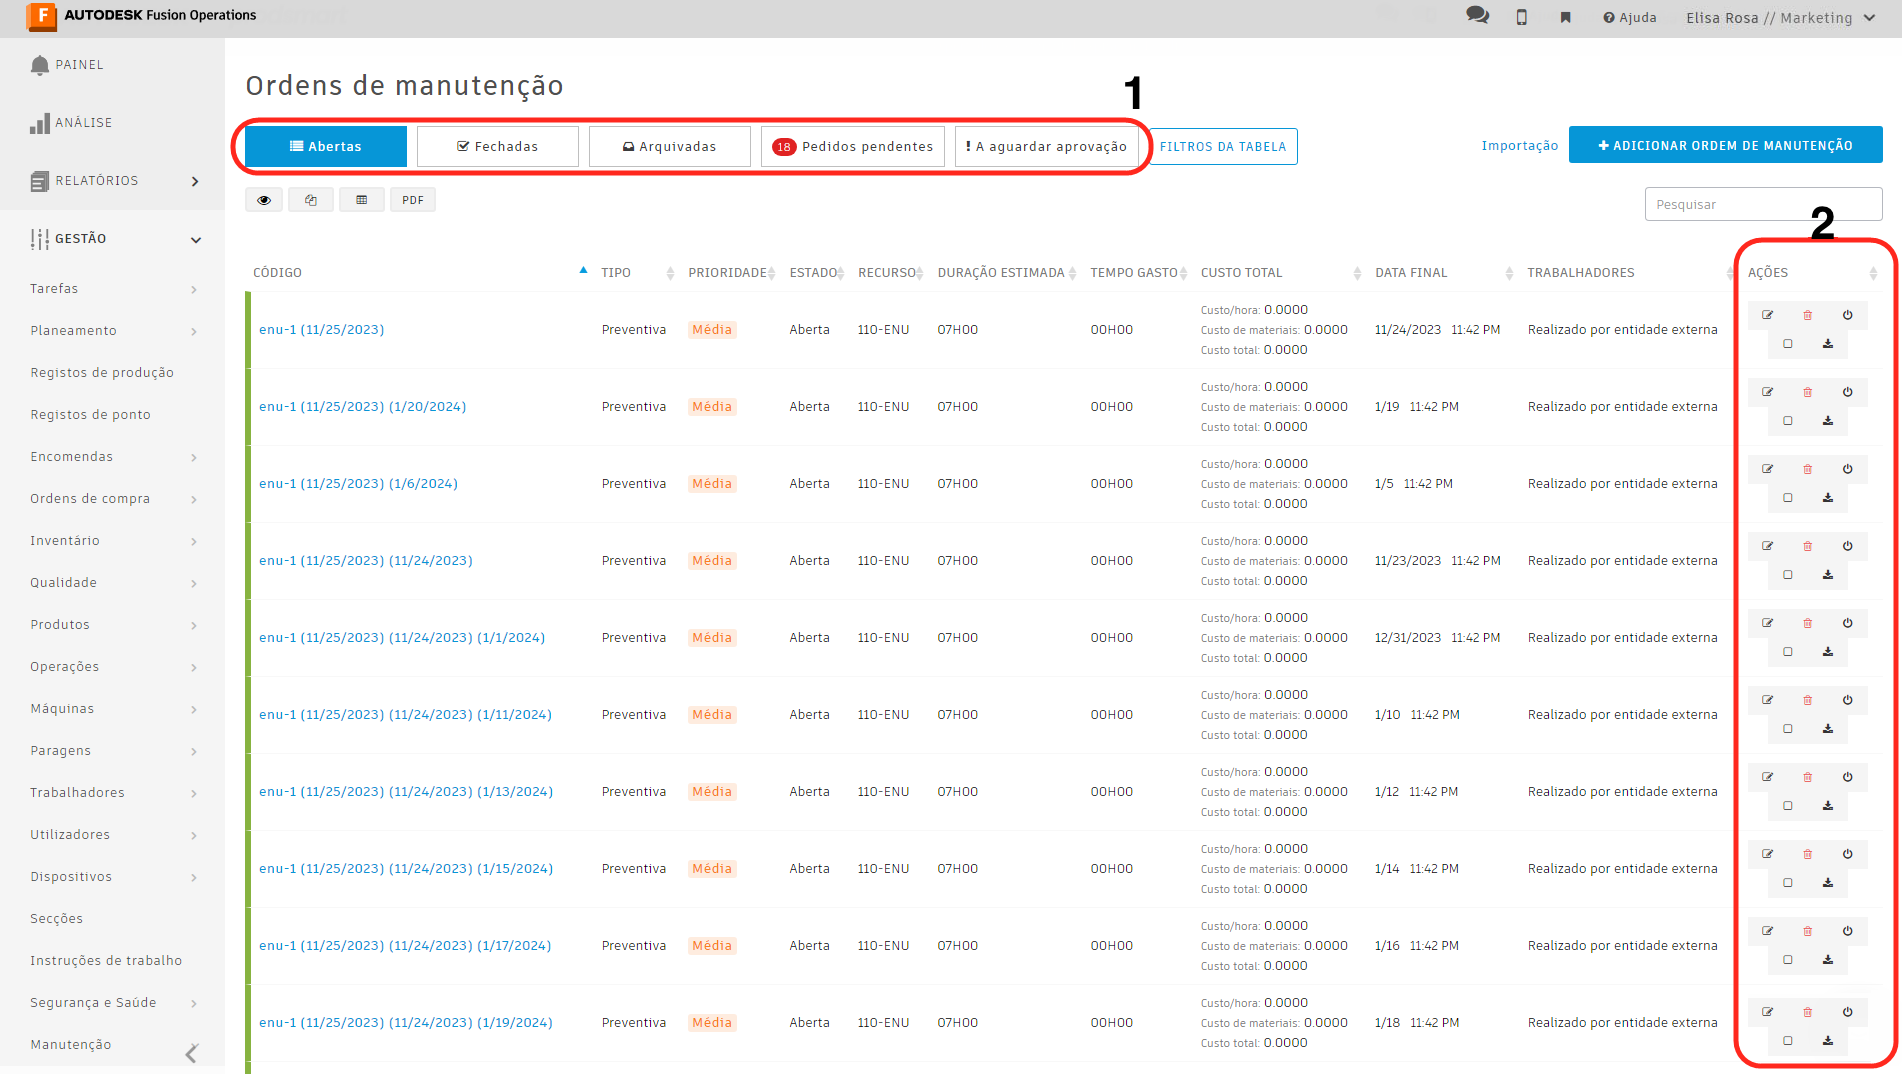 AUTODESK Fusion Operations
Ajuda
Elisa Rosa // Marketing
PAINEL
ANÁLISE
RELATÓRIOS
GESTÃO
Tarefas
Planeamento
Registos de produção
Registos de ponto
Encomendas
Ordens de compra
Inventário
Qualidade
Produtos
Operações
Máquinas
Paragens
Trabalhadores
Utilizadores
Dispositivos
Secções
Instruções de trabalho
Segurança e Saúde
Manutenção
Ordens de manutenção
1
Abertas
Fechadas
Arquivadas
18 Pedidos pendentes
! A aguardar aprovação
FILTROS DA TABELA
Importação
+ ADICIONAR ORDEM DE MANUTENÇÃO
PDF
Pesquisar
2
CÓDIGO TIPO PRIORIDADE ESTADO RECURSO DURAÇÃO ESTIMADA TEMPO GASTO CUSTO TOTAL DATA FINAL TRABALHADORES AÇÕES
Custo/hora: 0.0000
enu-1 (11/25/2023) Preventiva Média Aberta 110-ENU 07H00 00H00 Custo de materiais: 0.0000 11/24/2023 11:42 PM Realizado por entidade externa
Custo total: 0.0000
Custo/hora: 0.0000
enu-1 (11/25/2023) (1/20/2024) Preventiva Média Aberta 110-ENU 07H00 00H00 Custo de materiais: 0.0000 1/19 11:42 PM Realizado por entidade externa
Custo total: 0.0000
Custo/hora: 0.0000
enu-1 (11/25/2023) (1/6/2024) Preventiva Média Aberta 110-ENU 07H00 00H00 Custo de materiais: 0.0000 1/5 11:42 PM Realizado por entidade externa
Custo total: 0.0000
Custo/hora: 0.0000
enu-1 (11/25/2023) (11/24/2023) Preventiva Média Aberta 110-ENU 07H00 00H00 Custo de materiais: 0.0000 11/23/2023 11:42 PM Realizado por entidade externa
Custo total: 0.0000
Custo/hora: 0.0000
enu-1 (11/25/2023) (11/24/2023) (1/1/2024) Preventiva Média Aberta 110-ENU 07H00 00H00 Custo de materiais: 0.0000 12/31/2023 11:42 PM Realizado por entidade externa
Custo total: 0.0000
Custo/hora: 0.0000
enu-1 (11/25/2023) (11/24/2023) (1/11/2024) Preventiva Média Aberta 110-ENU 07H00 00H00 Custo de materiais: 0.0000 1/10 11:42 PM Realizado por entidade externa
Custo total: 0.0000
Custo/hora: 0.0000
enu-1 (11/25/2023) (11/24/2023) (1/13/2024) Preventiva Média Aberta 110-ENU 07H00 00H00 Custo de materiais: 0.0000 1/12 11:42 PM Realizado por entidade externa
Custo total: 0.0000
Custo/hora: 0.0000
enu-1 (11/25/2023) (11/24/2023) (1/15/2024) Preventiva Média Aberta 110-ENU 07H00 00H00 Custo de materiais: 0.0000 1/14 11:42 PM Realizado por entidade externa
Custo total: 0.0000
Custo/hora: 0.0000
enu-1 (11/25/2023) (11/24/2023) (1/17/2024) Preventiva Média Aberta 110-ENU 07H00 00H00 Custo de materiais: 0.0000 1/16 11:42 PM Realizado por entidade externa
Custo total: 0.0000
Custo/hora: 0.0000
enu-1 (11/25/2023) (11/24/2023) (1/19/2024) Preventiva Média Aberta 110-ENU 07H00 00H00 Custo de materiais: 0.0000 1/18 11:42 PM Realizado por entidade externa
Custo total: 0.0000